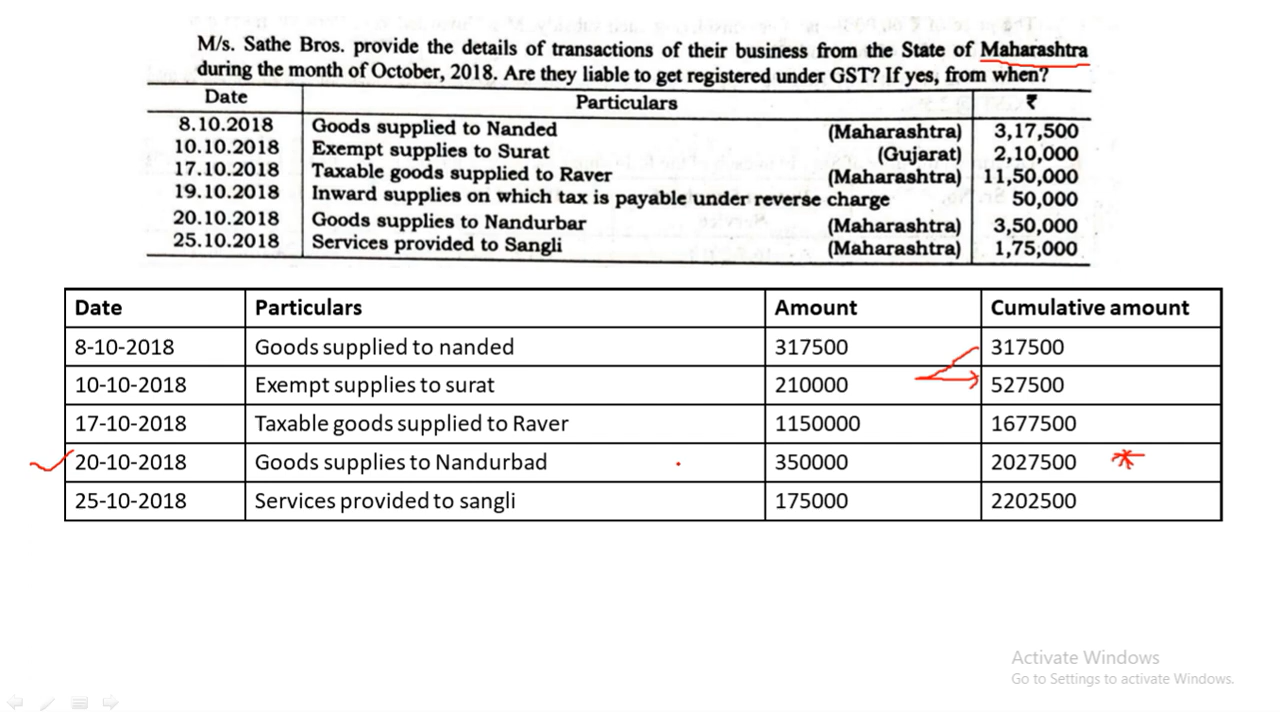 M/s. Sathe Bros. provide the details of transactions of their business from the State of Maharashtra
during the month of October, 2018. Are they liable to get registered under GST? If yes, from when?
Date Particulars ₹
8.10.2018 Goods supplied to Nanded (Maharashtra) 3,17,500
10.10.2018 Exempt supplies to Surat (Gujarat) 2,10,000
17.10.2018 Taxable goods supplied to Raver (Maharashtra) 11,50,000
19.10.2018 Inward supplies on which tax is payable under reverse charge 50,000
20.10.2018 Goods supplies to Nandurbar (Maharashtra) 3,50,000
25.10.2018 Services provided to Sangli (Maharashtra) 1,75,000
Date Particulars Amount Cumulative amount
8-10-2018 Goods supplied to nanded 317500 317500
10-10-2018 Exempt supplies to surat 210000 527500
17-10-2018 Taxable goods supplied to Raver 1150000 1677500
20-10-2018 Goods supplies to Nandurbad 350000 2027500
25-10-2018 Services provided to sangli 175000 2202500
Activate Windows
Go to Settings to activate Windows.